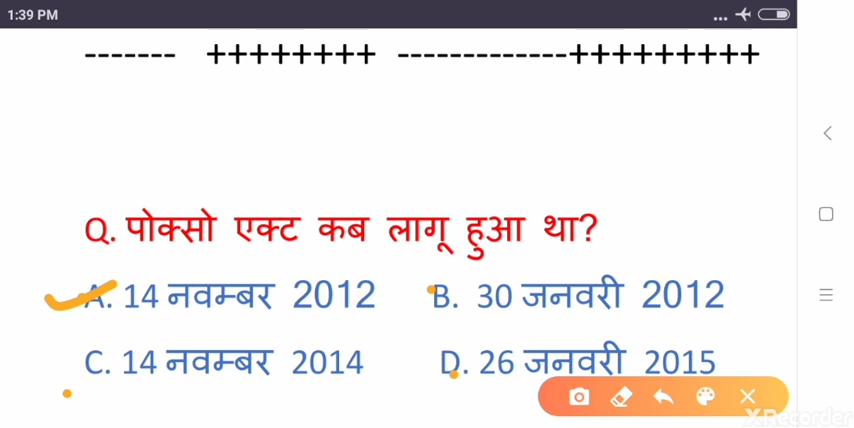 1:39 PM
------- ++++++++ -------------+++++++++
Q. पोक्सो एक्ट कब लागू हुआ था?
A. 14 नवम्बर 2012 B. 30 जनवरी 2012
C. 14 नवम्बर 2014 D. 26 जनवरी 2015
XRecorder